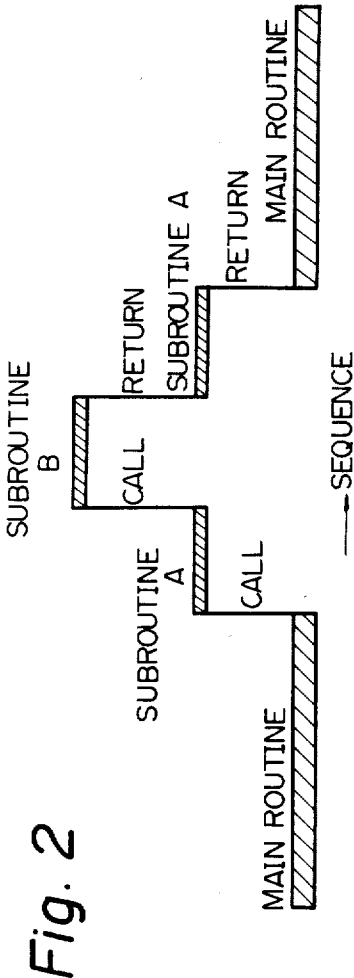 Fig. 2
SUBROUTINE
B
CALL
RETURN
SUBROUTINE
A
SUBROUTINE A
CALL
RETURN
MAIN ROUTINE
MAIN ROUTINE
SEQUENCE